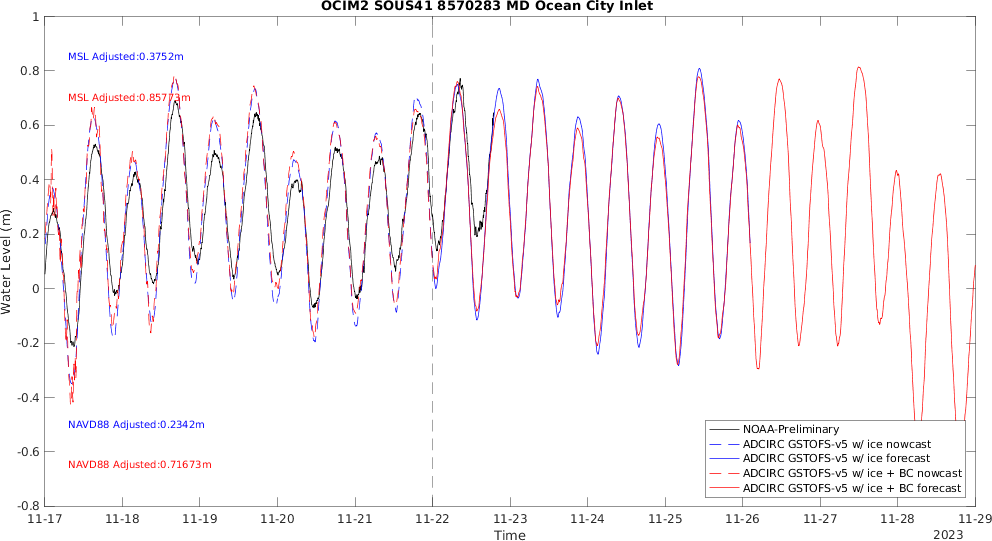 OCIM2 SOUS41 8570283 MD Ocean City Inlet
MSL Adjusted:0.3752m
MSL Adjusted:0.85773m
NAVD88 Adjusted:0.2342m
NAVD88 Adjusted:0.71673m
Water Level (m)
1
0.8
0.6
0.4
0.2
0
-0.2
-0.4
-0.6
-0.8
NOAA-Preliminary
ADCIRC GSTOFS-v5 w/ ice nowcast
ADCIRC GSTOFS-v5 w/ ice forecast
ADCIRC GSTOFS-v5 w/ ice + BC nowcast
ADCIRC GSTOFS-v5 w/ ice + BC forecast
11-17 11-18 11-19 11-20 11-21 11-22 11-23 11-24 11-25 11-26 11-27 11-28 11-29
Time
2023